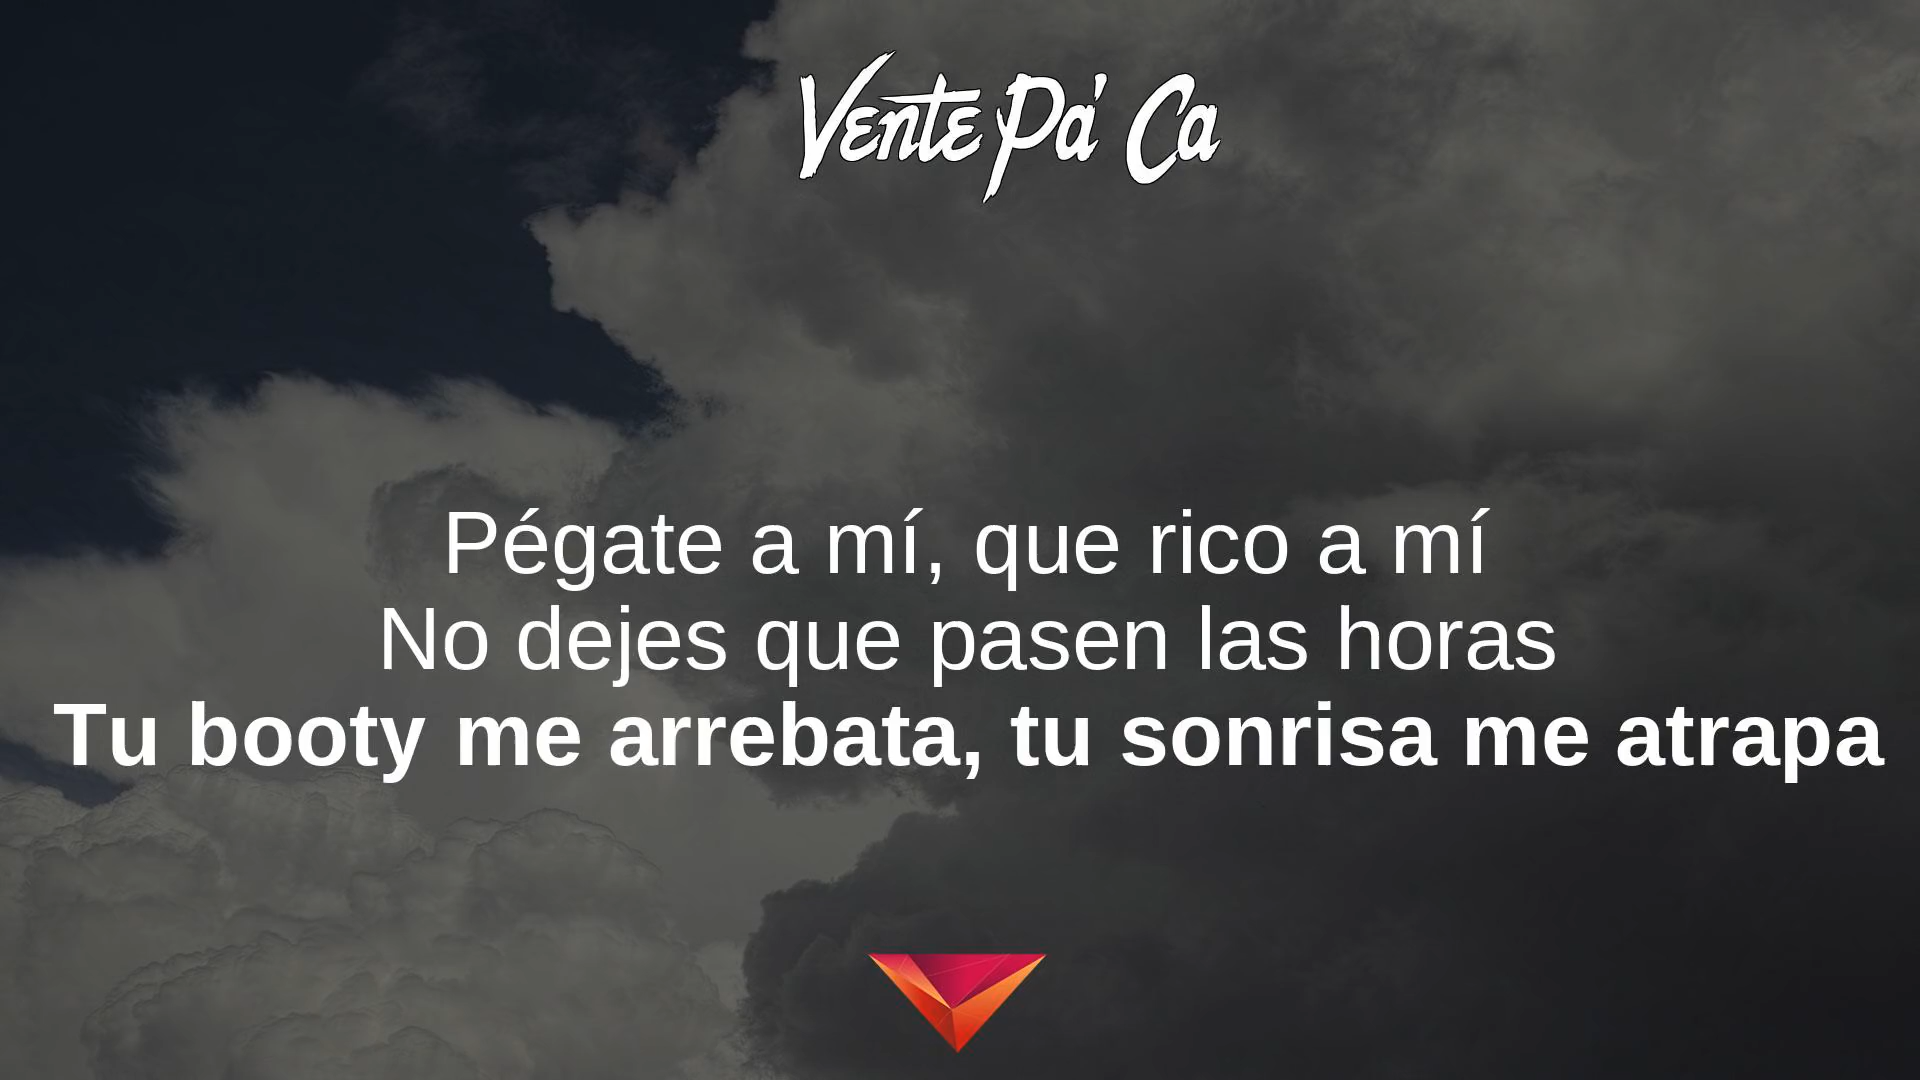 Vente Pa' Ca
Pégate a mí, que rico a mí
No dejes que pasen las horas
Tu booty me arrebata, tu sonrisa me atrapa